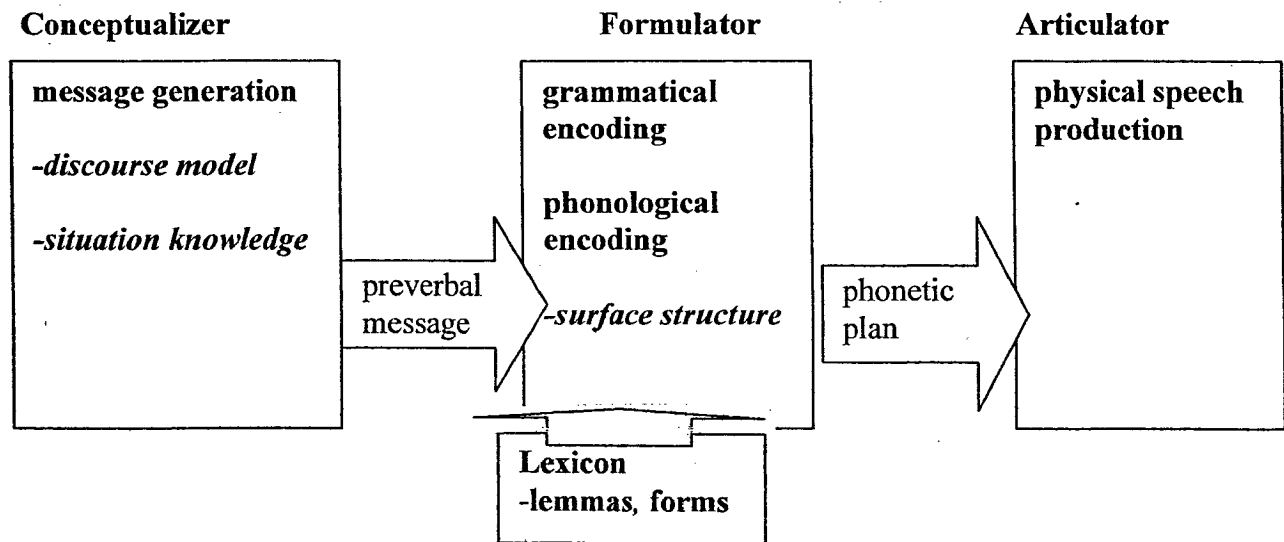 Conceptualizer
Formulator
Articulator
message generation
-discourse model
-situation knowledge
preverbal
message
grammatical
encoding
phonological
encoding
-surface structure
phonetic
plan
physical speech
production
Lexicon
-lemmas, forms